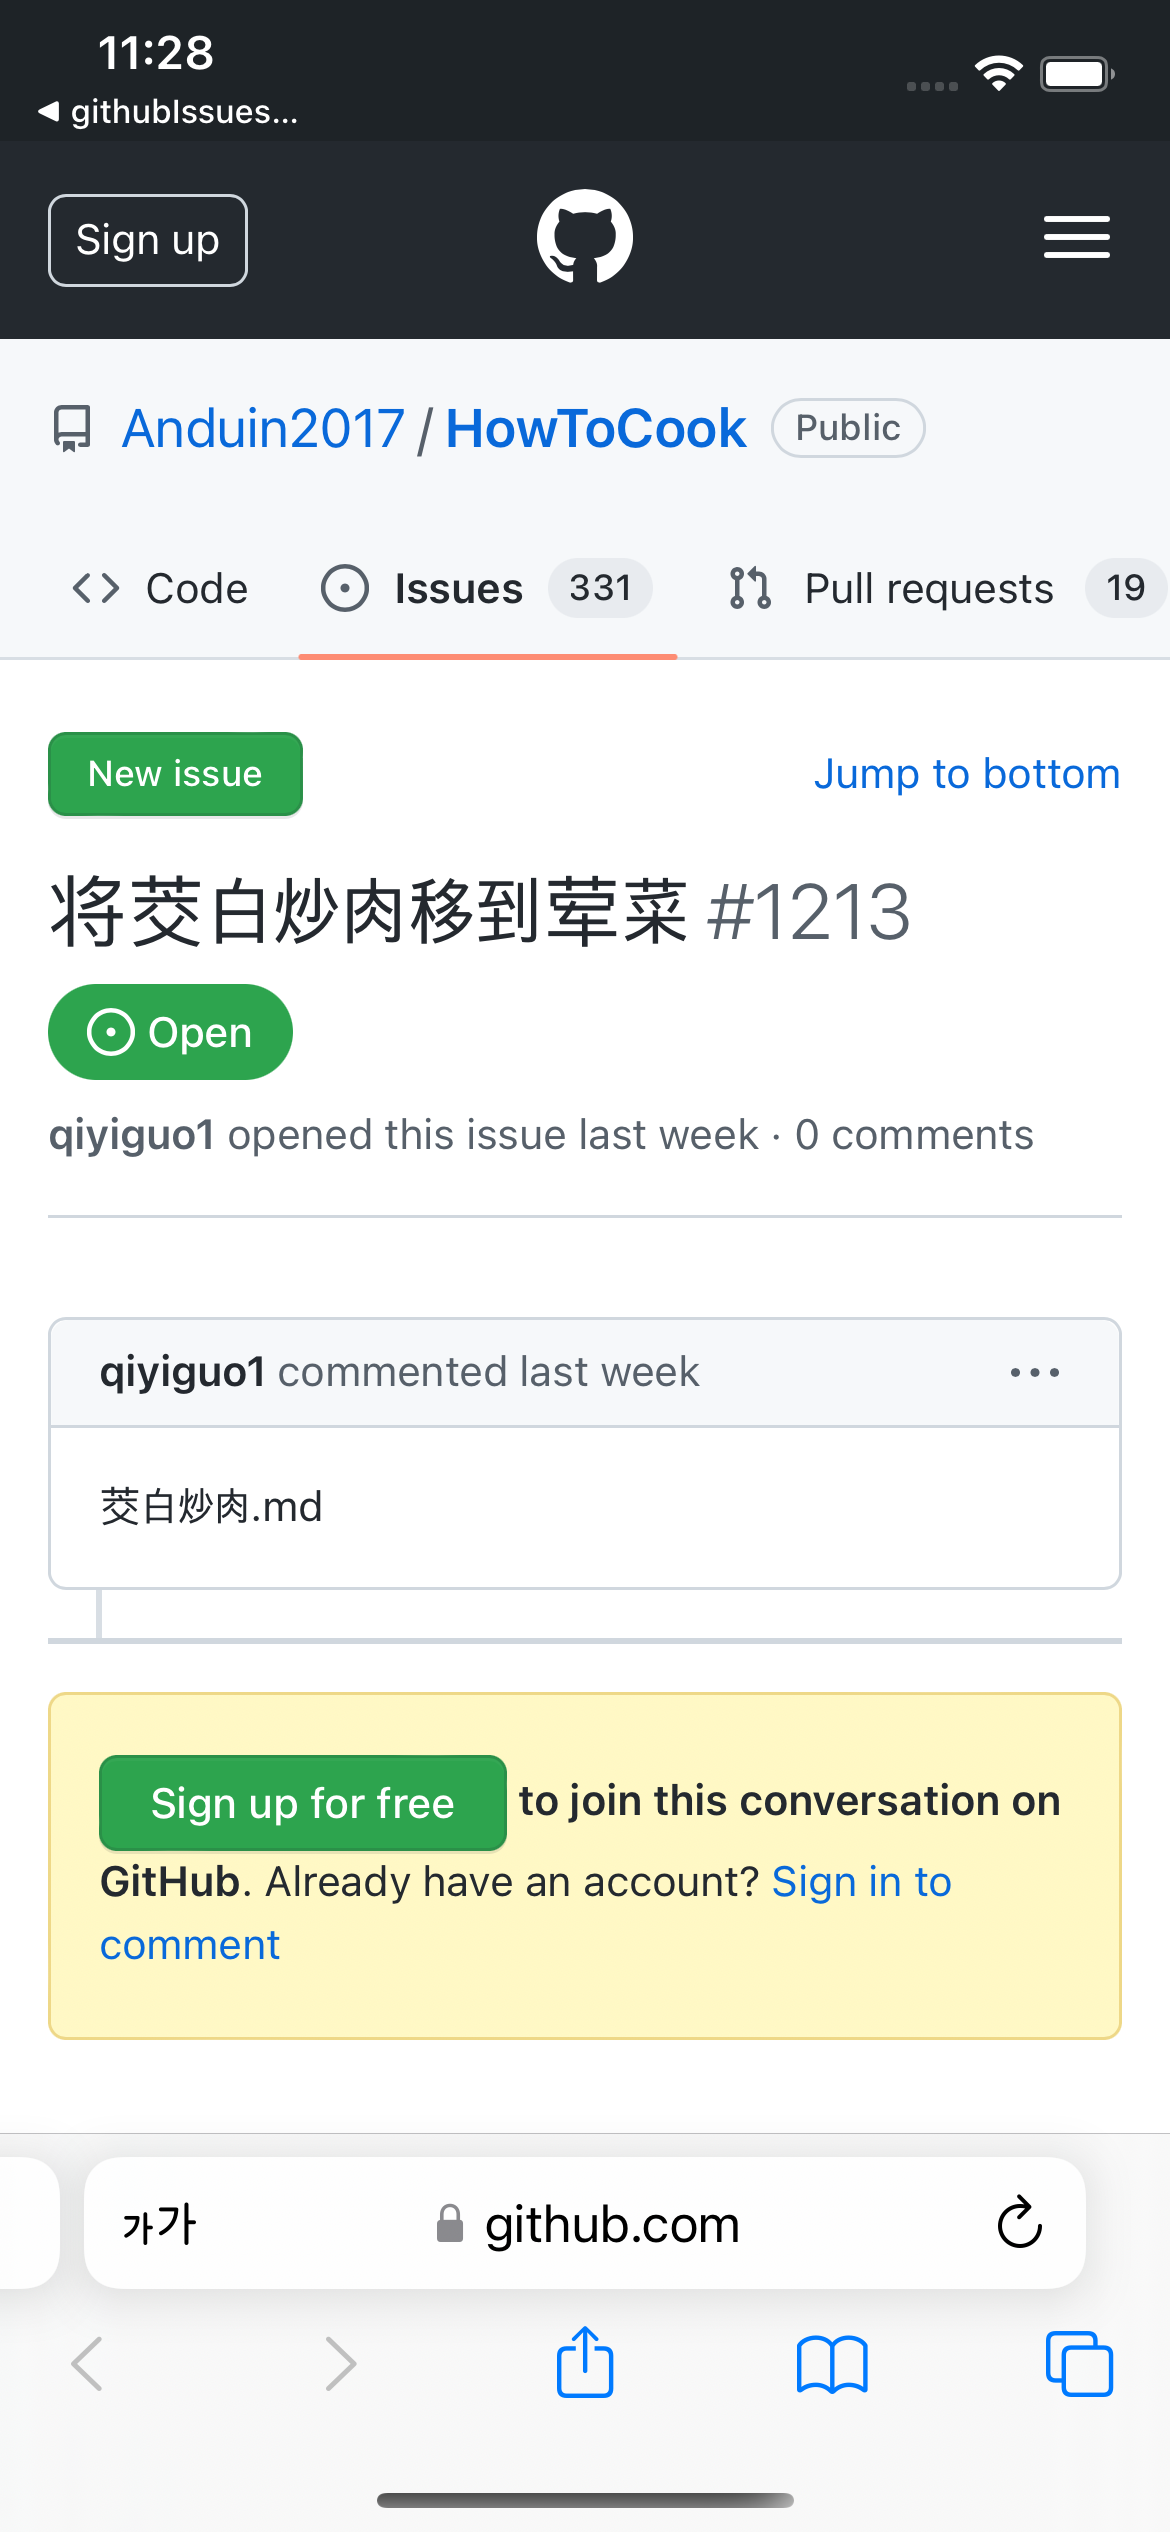 11:28
githubIssues...
Sign up
Anduin2017 / HowToCook Public
Code Issues 331 Pull requests 19
New issue Jump to bottom
将茭白炒肉移到荤菜 #1213
Open
qiyiguo1 opened this issue last week · 0 comments
qiyiguo1 commented last week
茭白炒肉.md
Sign up for free to join this conversation on
GitHub. Already have an account? Sign in to
comment
가가 github.com